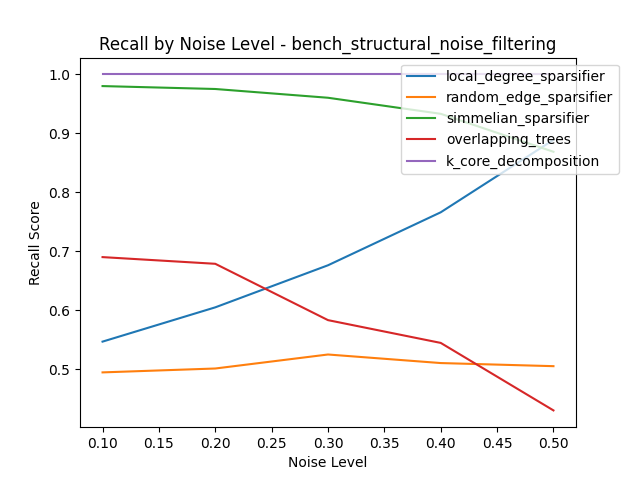 Recall by Noise Level - bench_structural_noise_filtering
1.0
0.9
0.8
0.7
0.6
0.5
Recall Score
local_degree_sparsifier
random_edge_sparsifier
simmelian_sparsifier
overlapping_trees
k_core_decomposition
0.10 0.15 0.20 0.25 0.30 0.35 0.40 0.45 0.50
Noise Level